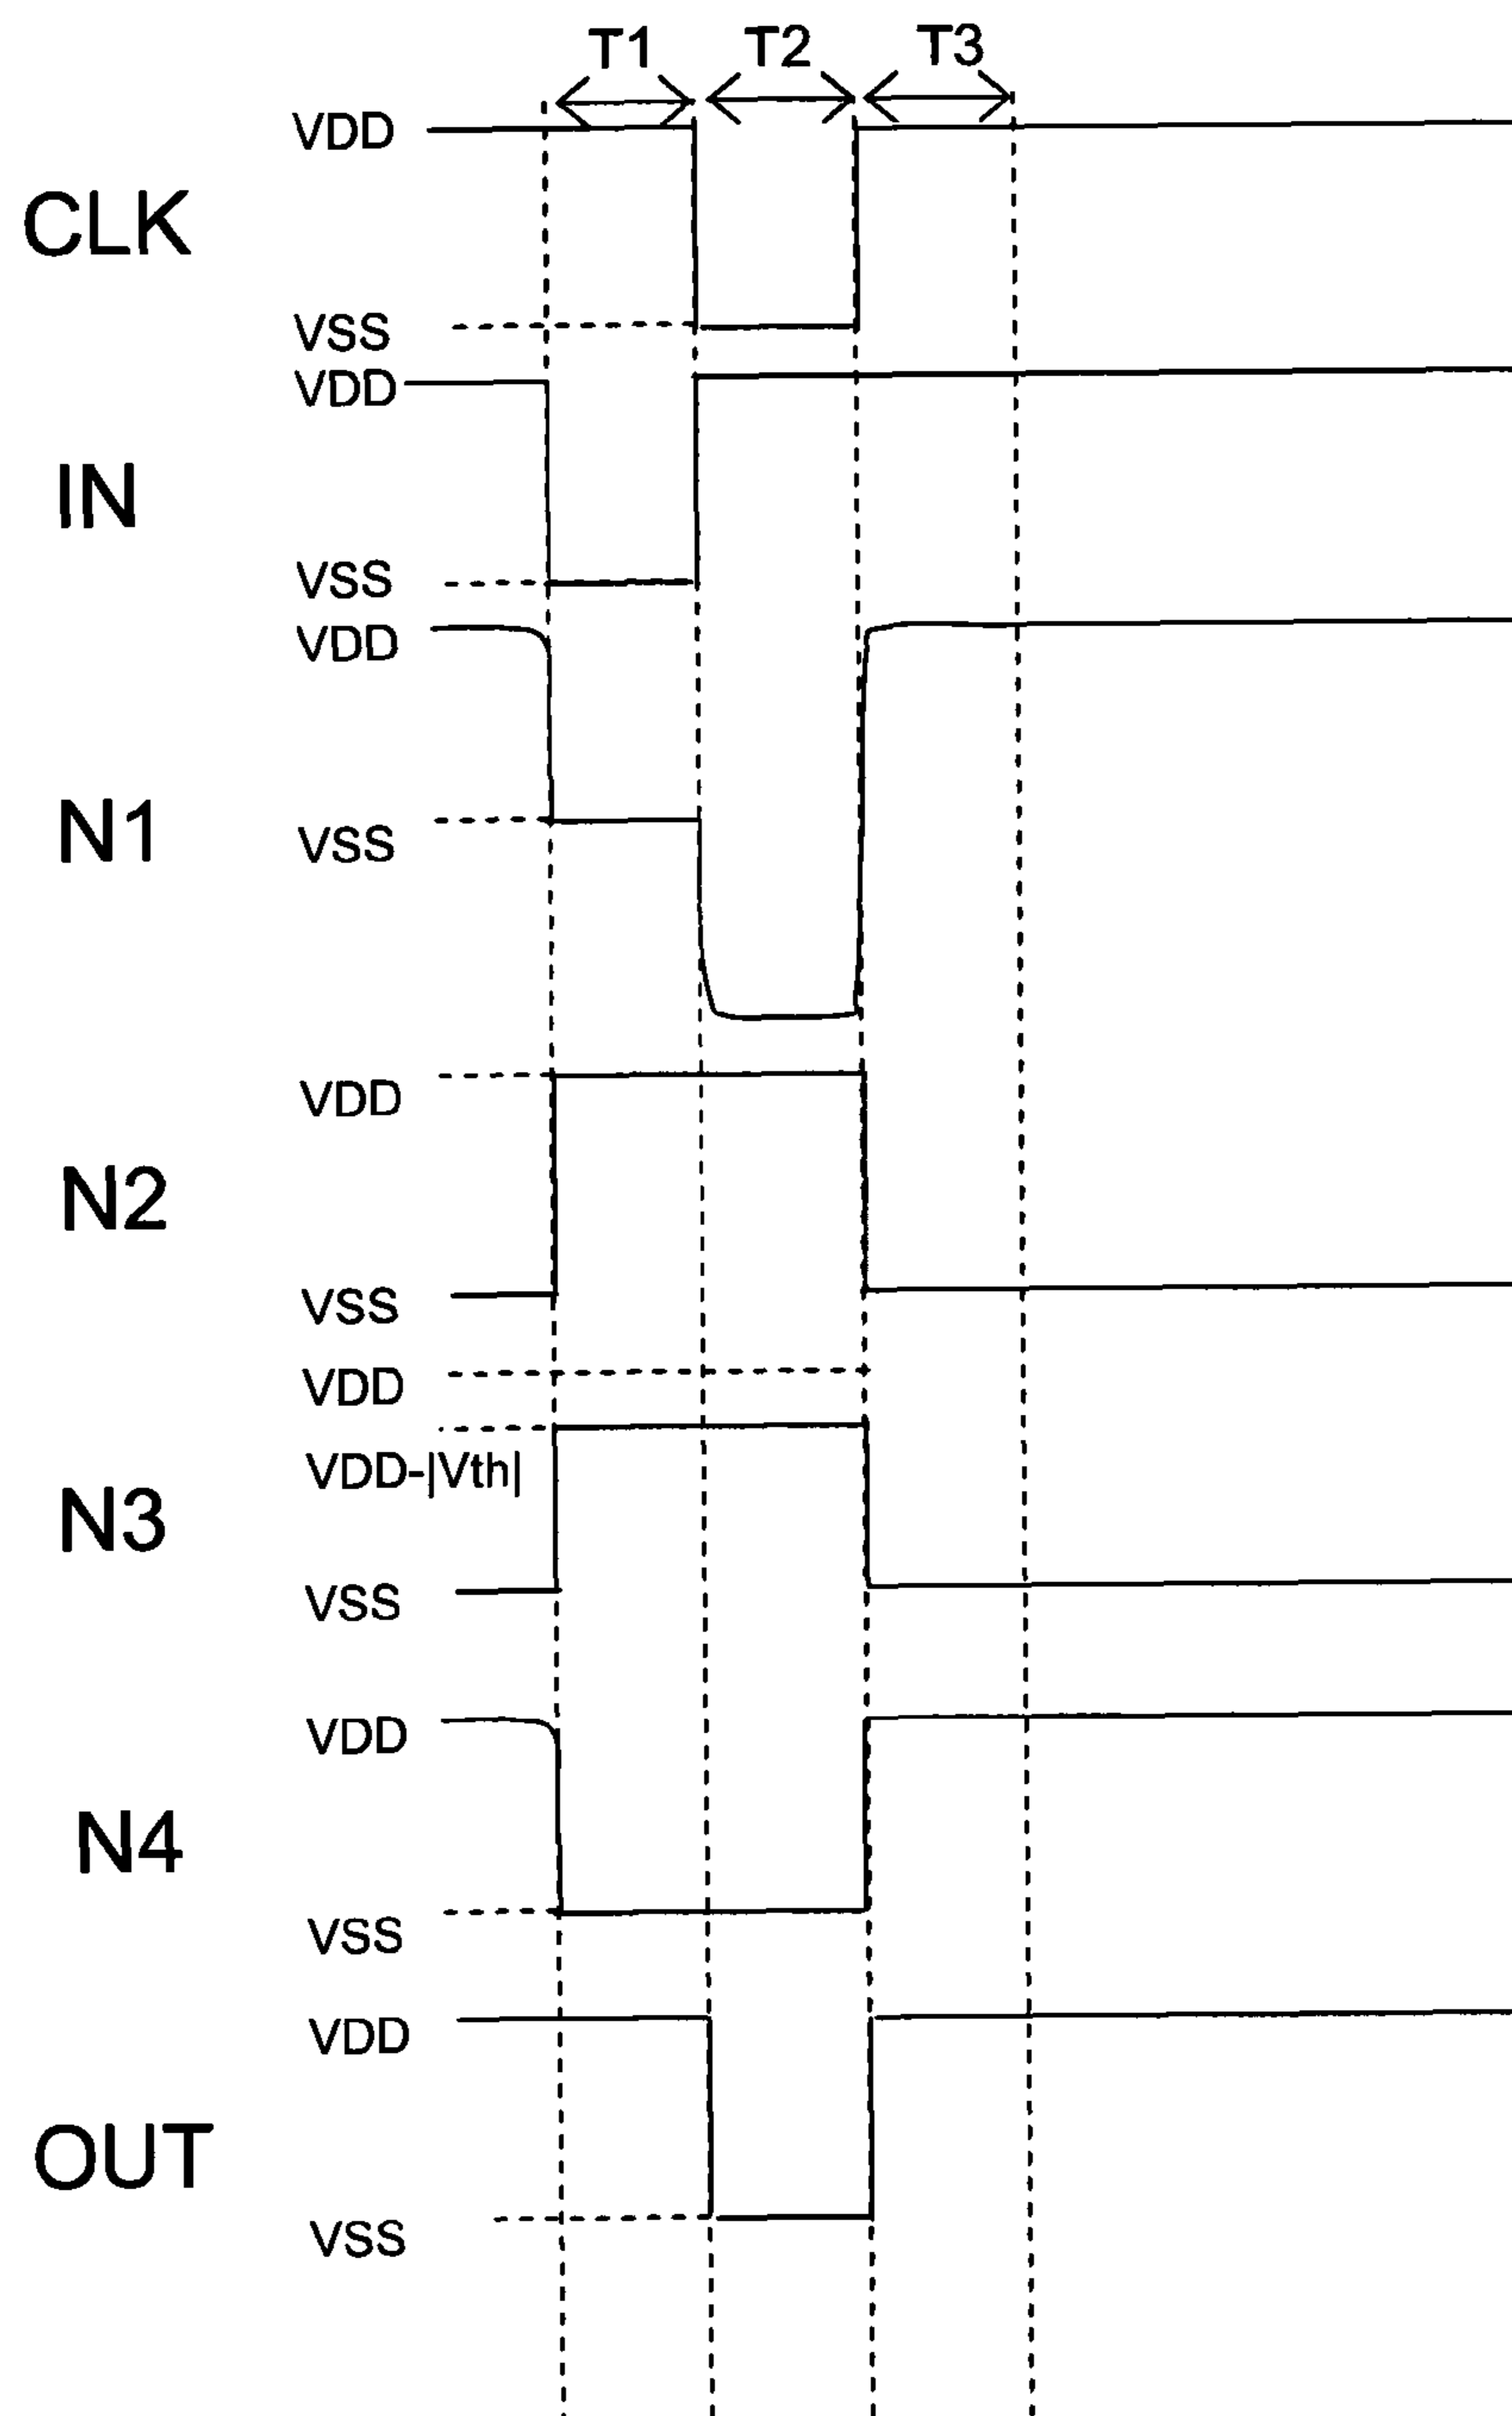 T1 T2 T3
VDD
CLK
VSS
VDD
IN
VSS
VDD
N1
VSS
VDD
N2
VSS
VDD
VDD-|Vth|
N3
VSS
VDD
N4
VSS
VDD
OUT
VSS